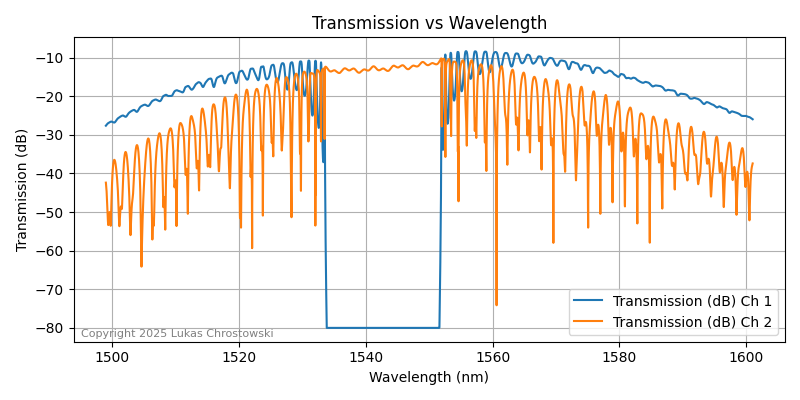 Transmission vs Wavelength
Transmission (dB)
−10
−20
−30
−40
−50
−60
−70
−80
Transmission (dB) Ch 1
Transmission (dB) Ch 2
Copyright 2025 Lukas Chrostowski
1500
1520
1540
1560
1580
1600
Wavelength (nm)